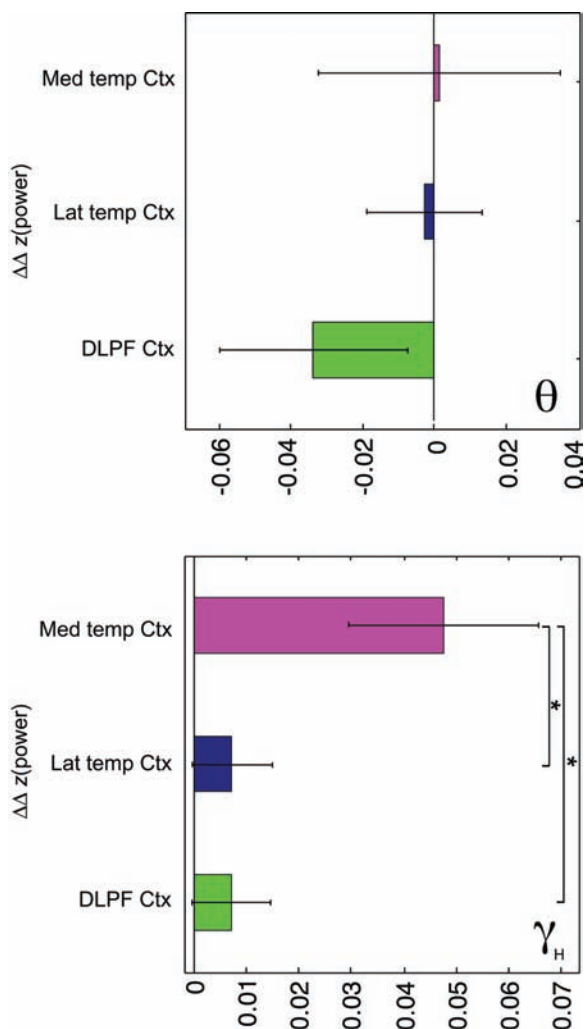 ΔΔ z(power)
Med temp Ctx
Lat temp Ctx
DLPF Ctx
-0.06
-0.04
-0.02
0
0.02
0.04
θ
ΔΔ z(power)
Med temp Ctx
Lat temp Ctx
DLPF Ctx
0
0.01
0.02
0.03
0.04
0.05
0.06
0.07
*
*
γH